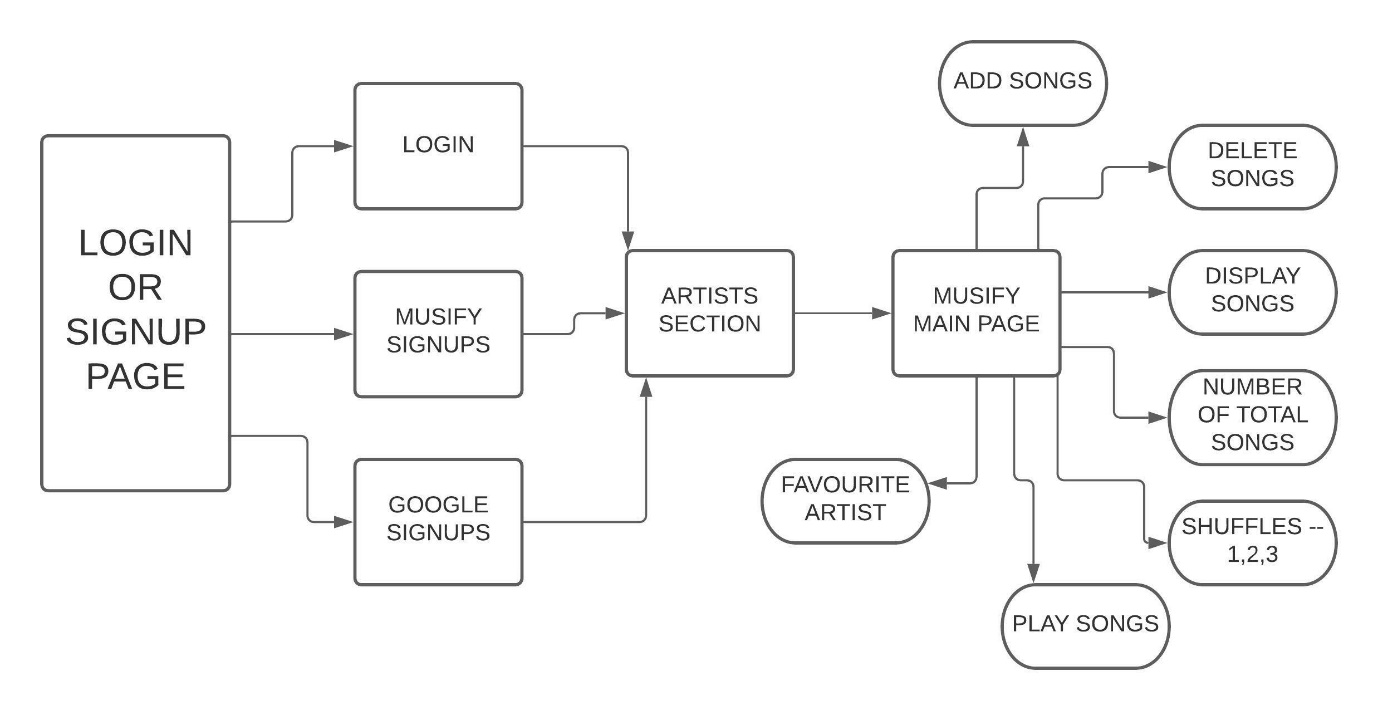 LOGIN
OR
SIGNUP
PAGE
LOGIN
MUSIFY
SIGNUPS
GOOGLE
SIGNUPS
ARTISTS
SECTION
MUSIFY
MAIN PAGE
ADD SONGS
DELETE
SONGS
DISPLAY
SONGS
NUMBER
OF TOTAL
SONGS
SHUFFLES --
1,2,3
PLAY SONGS
FAVOURITE
ARTIST